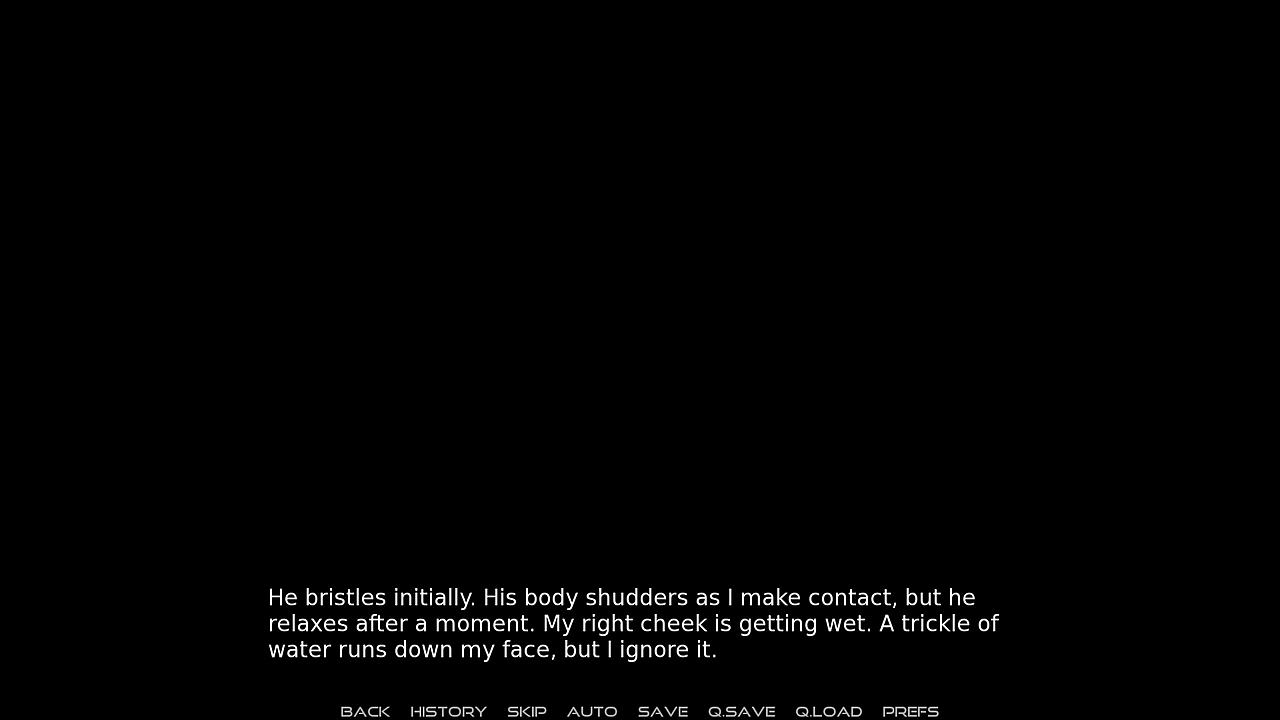 He bristles initially. His body shudders as I make contact, but he
relaxes after a moment. My right cheek is getting wet. A trickle of
water runs down my face, but I ignore it.
BACK HISTORY SKIP AUTO SAVE Q.SAVE Q.LOAD PREFS